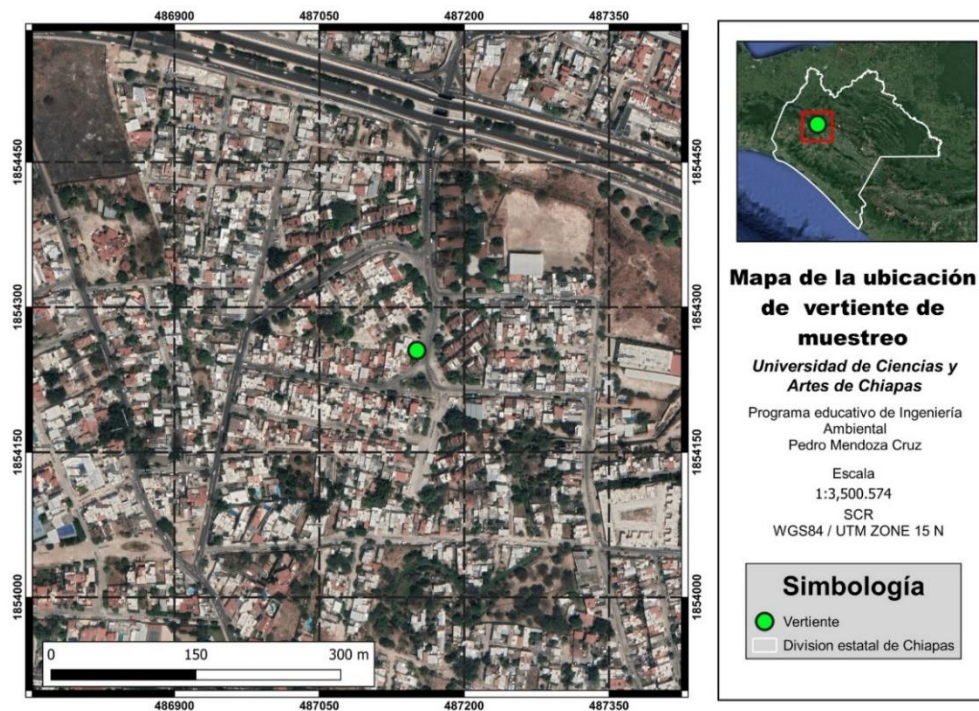 486900 487050 487200 487350
1854450
1854300
1854150
1854000
1854450
1854300
1854150
1854000
0 150 300 m
486900 487050 487200 487350
Mapa de la ubicación
de vertiente de
muestreo
Universidad de Ciencias y
Artes de Chiapas
Programa educativo de Ingeniería
Ambiental
Pedro Mendoza Cruz
Escala
1:3,500.574
SCR
WGS84 / UTM ZONE 15 N
Simbología
Vertiente
Division estatal de Chiapas